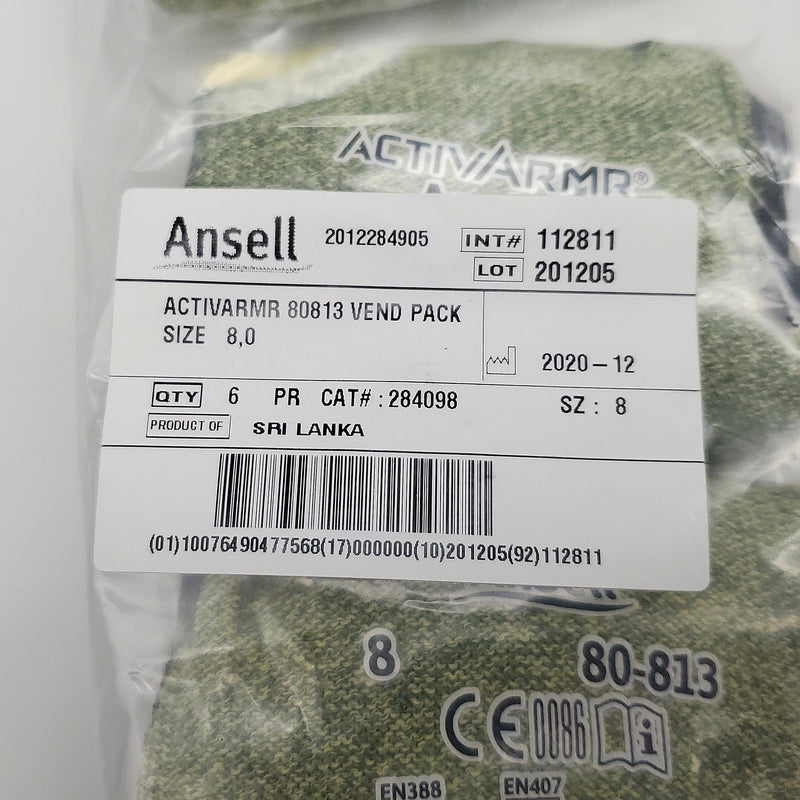 ACTIVARMR®
Ansell 2012284905 INT# 112811
LOT 201205
ACTIVARMR 80813 VEND PACK
SIZE 8,0
2020-12
QTY 6 PR CAT# : 284098 SZ : 8
PRODUCT OF SRI LANKA
(01)10076490477568(17)000000(10)201205(92)112811
8 80-813
CE 0086 i
EN388 EN407